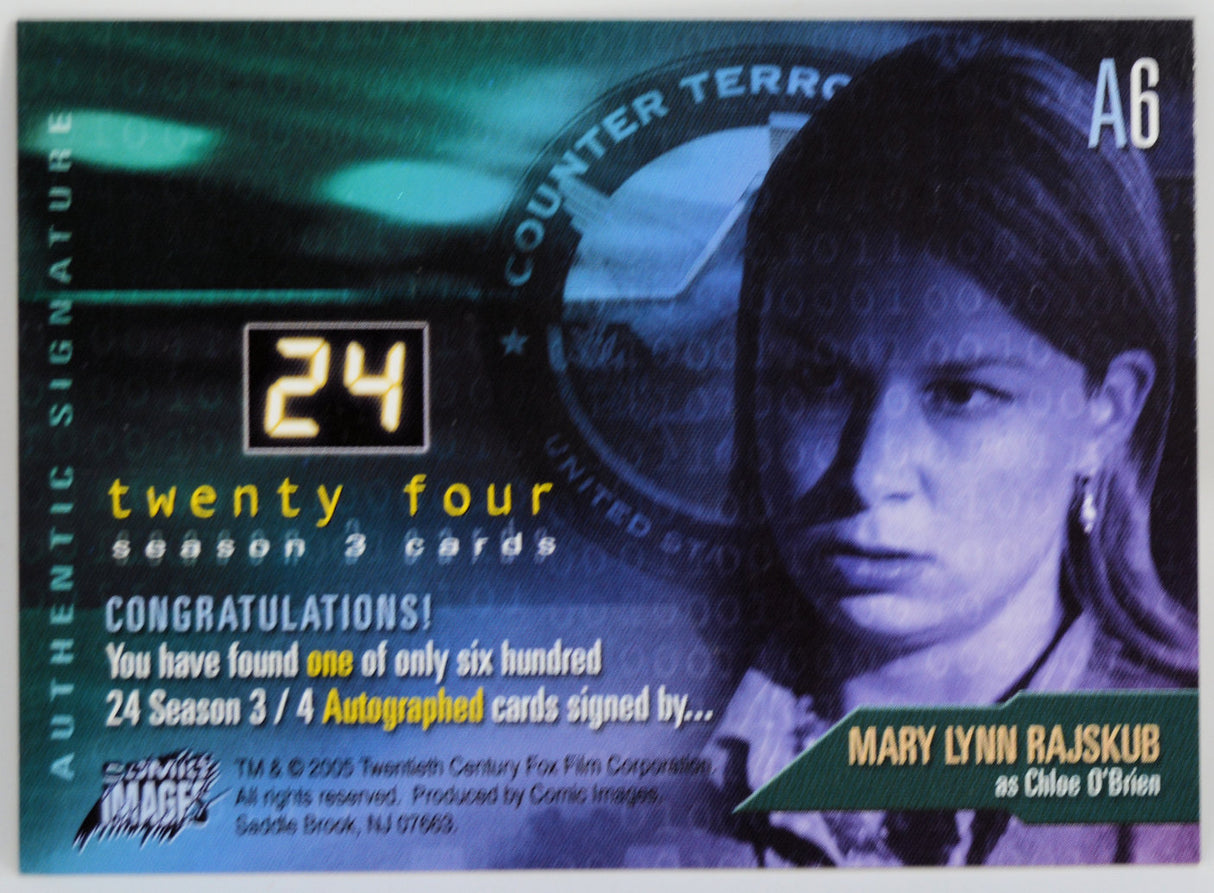 AUTHENTIC SIGNATURE
COUNTER TERRO
A6
24
twenty four
season 3 cards
UNITED STA
CONGRATULATIONS!
You have found one of only six hundred
24 Season 3 / 4 Autographed cards signed by...
MARY LYNN RAJSKUB
as Chloe O'Brien
COMIC
IMAGES
TM & © 2005 Twentieth Century Fox Film Corporation.
All rights reserved. Produced by Comic Images.
Saddle Brook, NJ 07663.